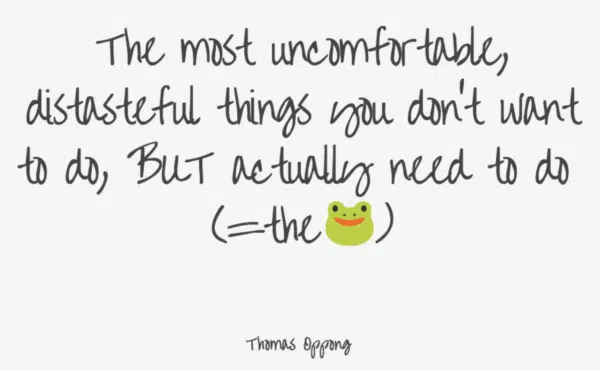 The most uncomfortable,
distasteful things you don't want
to do, BUT actually need to do
(=the🐸)
Thomas Oppong